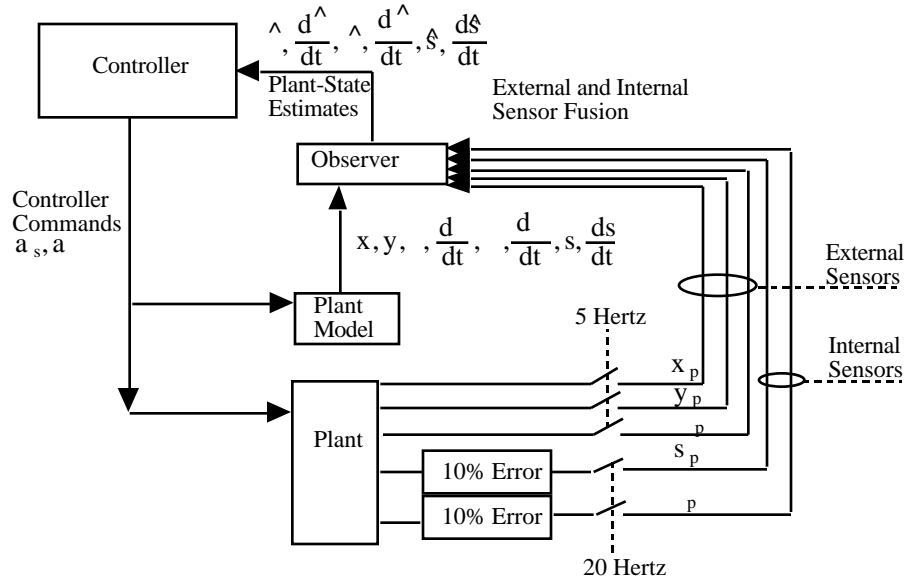 ^, d^/dt, ^, d^/dt, ŝ, dŝ/dt
Controller
Plant-State
Estimates
External and Internal
Sensor Fusion
Observer
Controller
Commands
a s, a
x, y, , d/dt, , d/dt, s, ds/dt
External
Sensors
Plant
Model
5 Hertz
Internal
Sensors
x p
y p
p
Plant
s p
10% Error
p
10% Error
20 Hertz